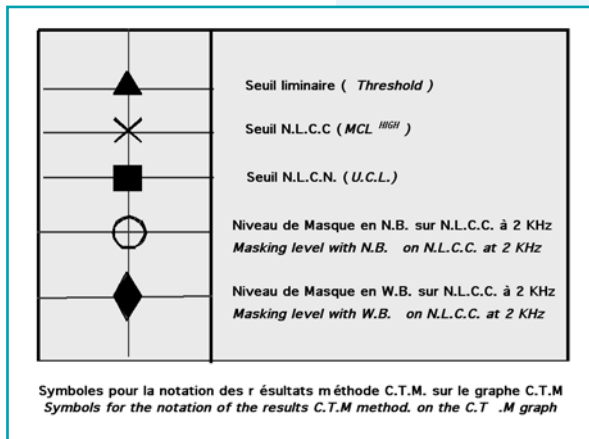 Seuil liminaire ( Threshold )
Seuil N.L.C.C ( MCL HIGH )
Seuil N.L.C.N. ( U.C.L.)
Niveau de Masque en N.B. sur N.L.C.C. à 2 KHz
Masking level with N.B. on N.L.C.C. at 2 KHz
Niveau de Masque en W.B. sur N.L.C.C. à 2 KHz
Masking level with W.B. on N.L.C.C. at 2 KHz
Symboles pour la notation des r ésultats m éthode C.T.M. sur le graphe C.T.M
Symbols for the notation of the results C.T.M method. on the C.T .M graph